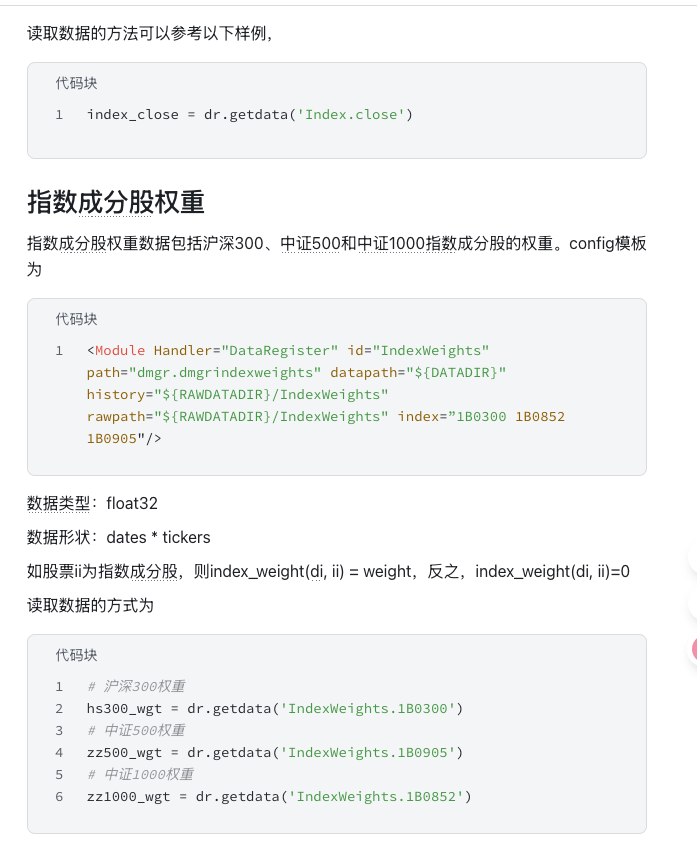 读取数据的方法可以参考以下样例，
代码块
1 index_close = dr.getdata('Index.close')
指数成分股权重
指数成分股权重数据包括沪深300、中证500和中证1000指数成分股的权重。config模板
为
代码块
1 <Module Handler="DataRegister" id="IndexWeights"
path="dmgr.dmgrindexweights" datapath="${DATADIR}"
history="${RAWDATADIR}/IndexWeights"
rawpath="${RAWDATADIR}/IndexWeights" index=”1B0300 1B0852
1B0905"/>
数据类型：float32
数据形状：dates * tickers
如股票ii为指数成分股，则index_weight(di, ii) = weight，反之，index_weight(di, ii)=0
读取数据的方式为
代码块
1 # 沪深300权重
2 hs300_wgt = dr.getdata('IndexWeights.1B0300')
3 # 中证500权重
4 zz500_wgt = dr.getdata('IndexWeights.1B0905')
5 # 中证1000权重
6 zz1000_wgt = dr.getdata('IndexWeights.1B0852')